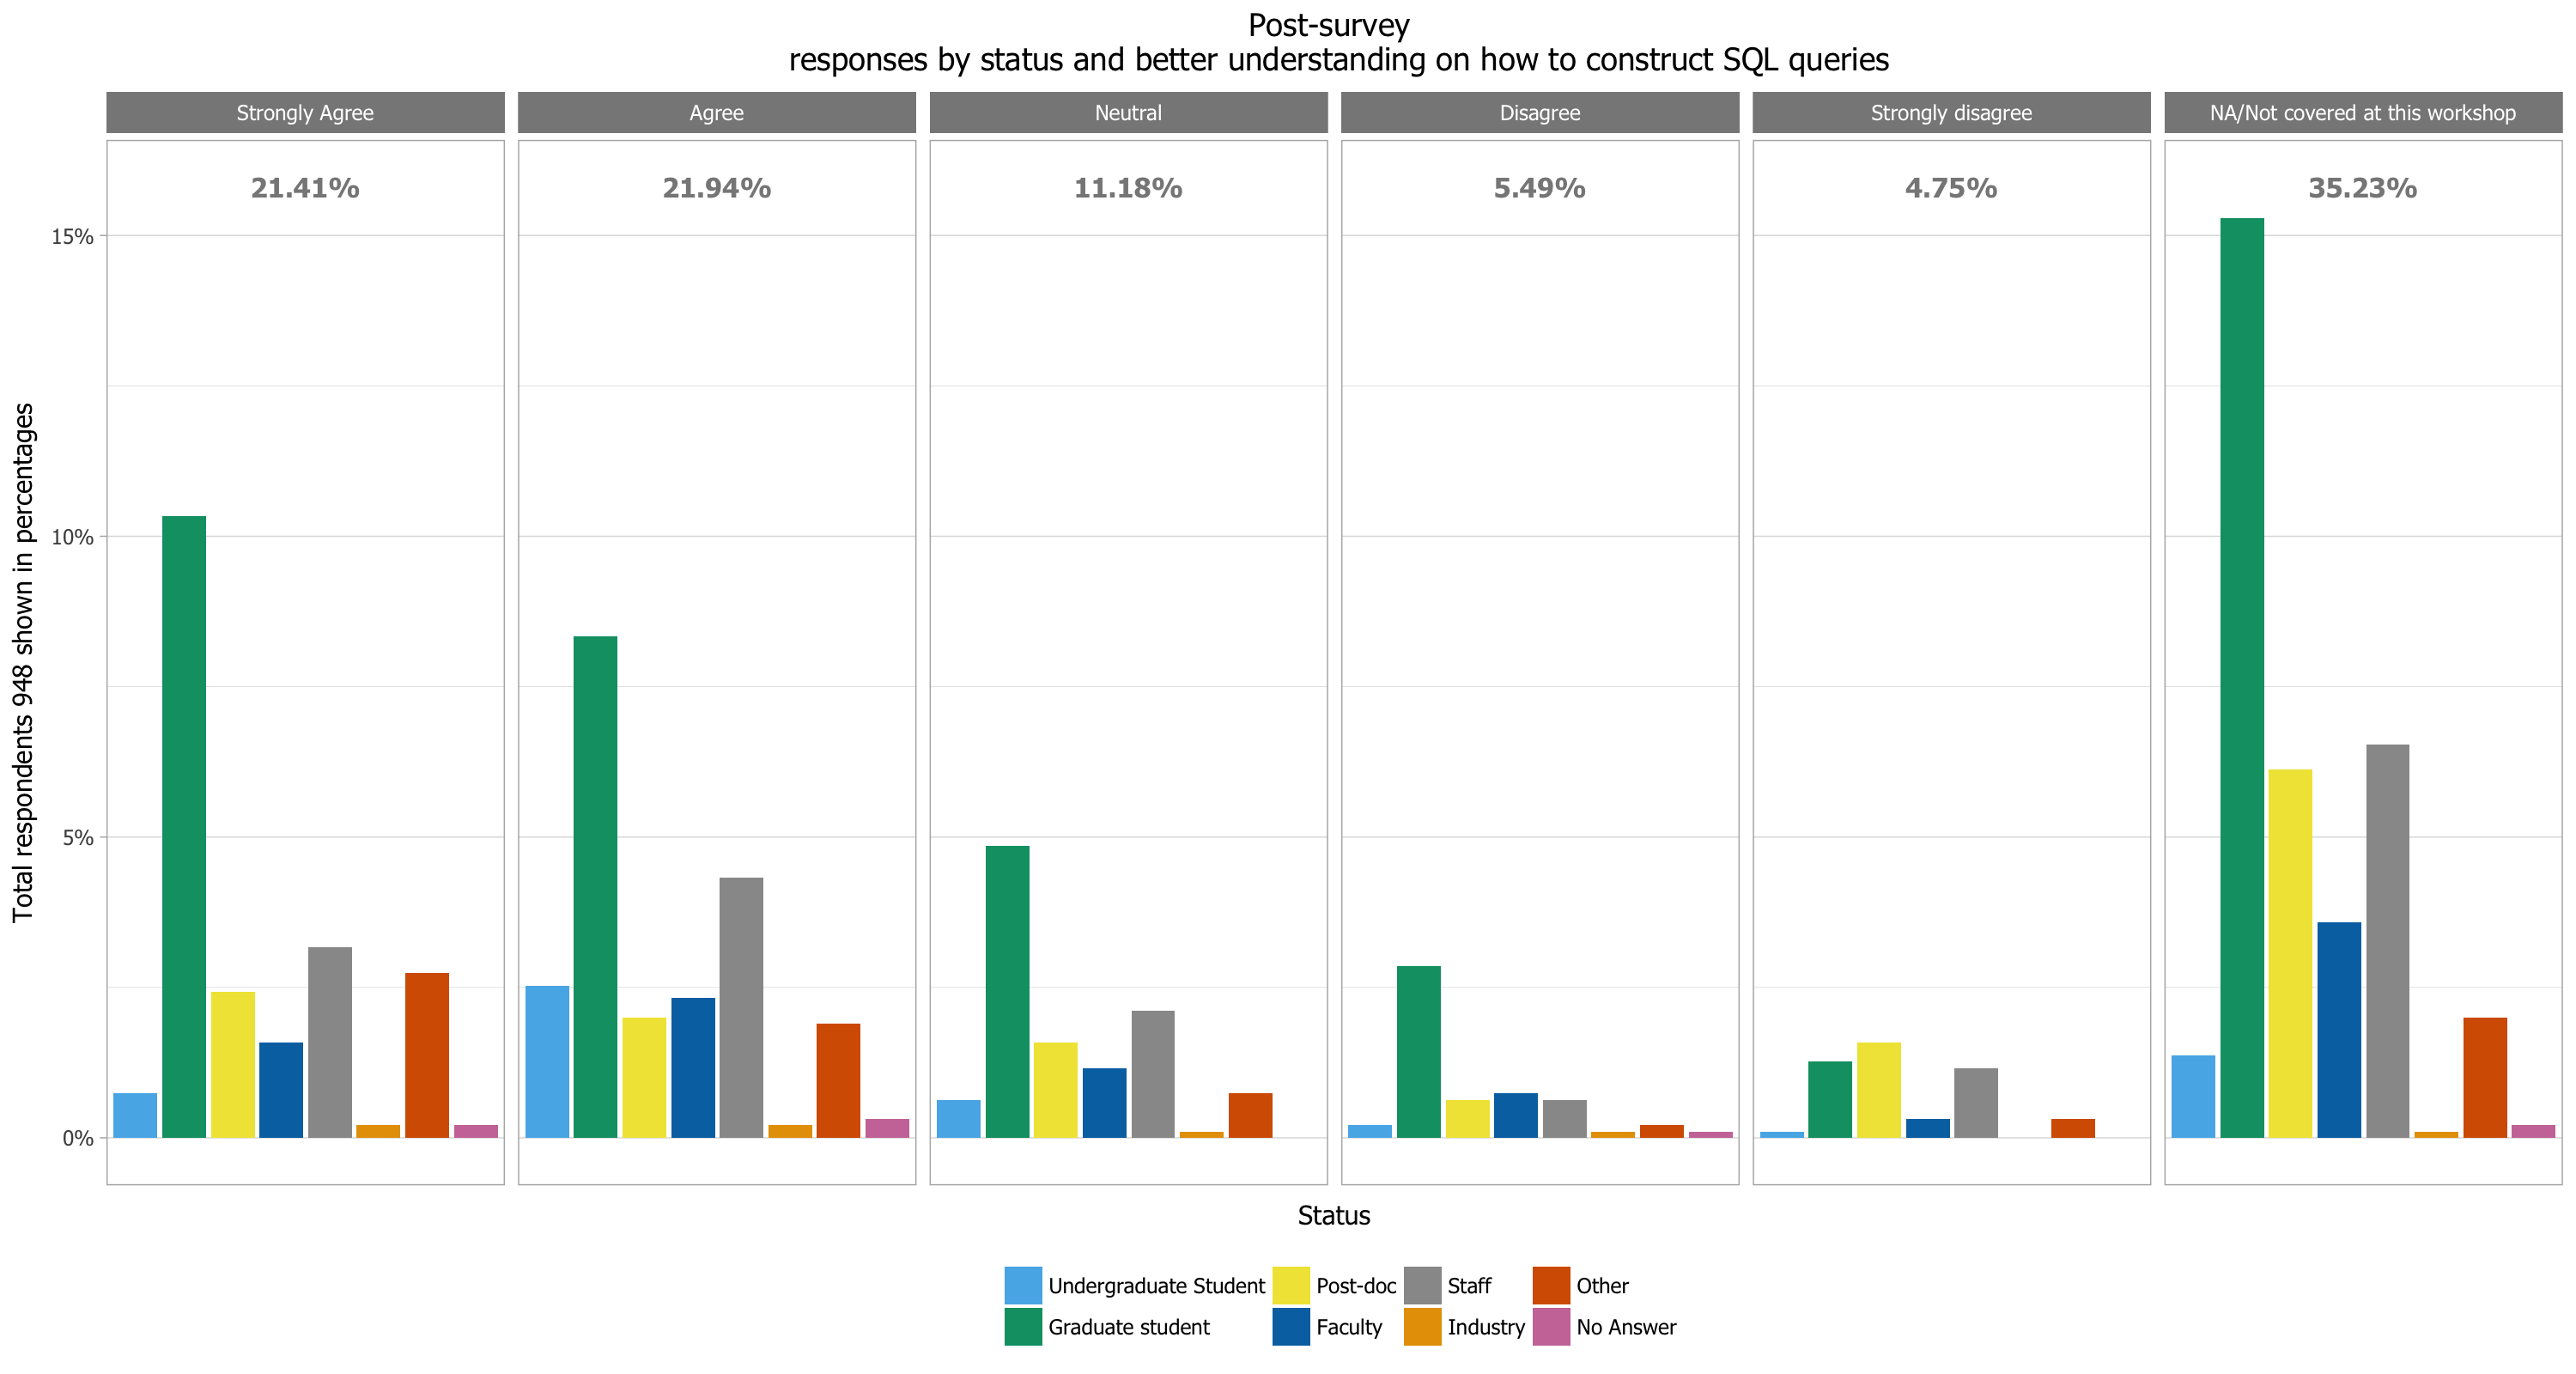 Post-survey
responses by status and better understanding on how to construct SQL queries
Strongly Agree
Agree
Neutral
Disagree
Strongly disagree
NA/Not covered at this workshop
21.41%
21.94%
11.18%
5.49%
4.75%
35.23%
15%
10%
5%
0%
Total respondents 948 shown in percentages
Status
Undergraduate Student
Post-doc
Staff
Other
Graduate student
Faculty
Industry
No Answer